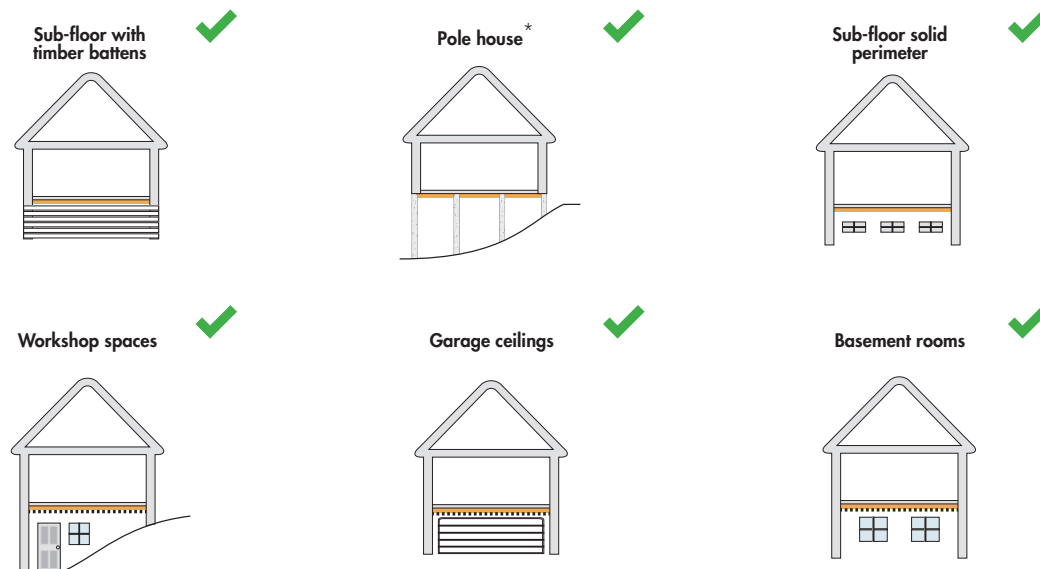 Sub-floor with
timber battens
Pole house*
Sub-floor solid
perimeter
Workshop spaces
Garage ceilings
Basement rooms